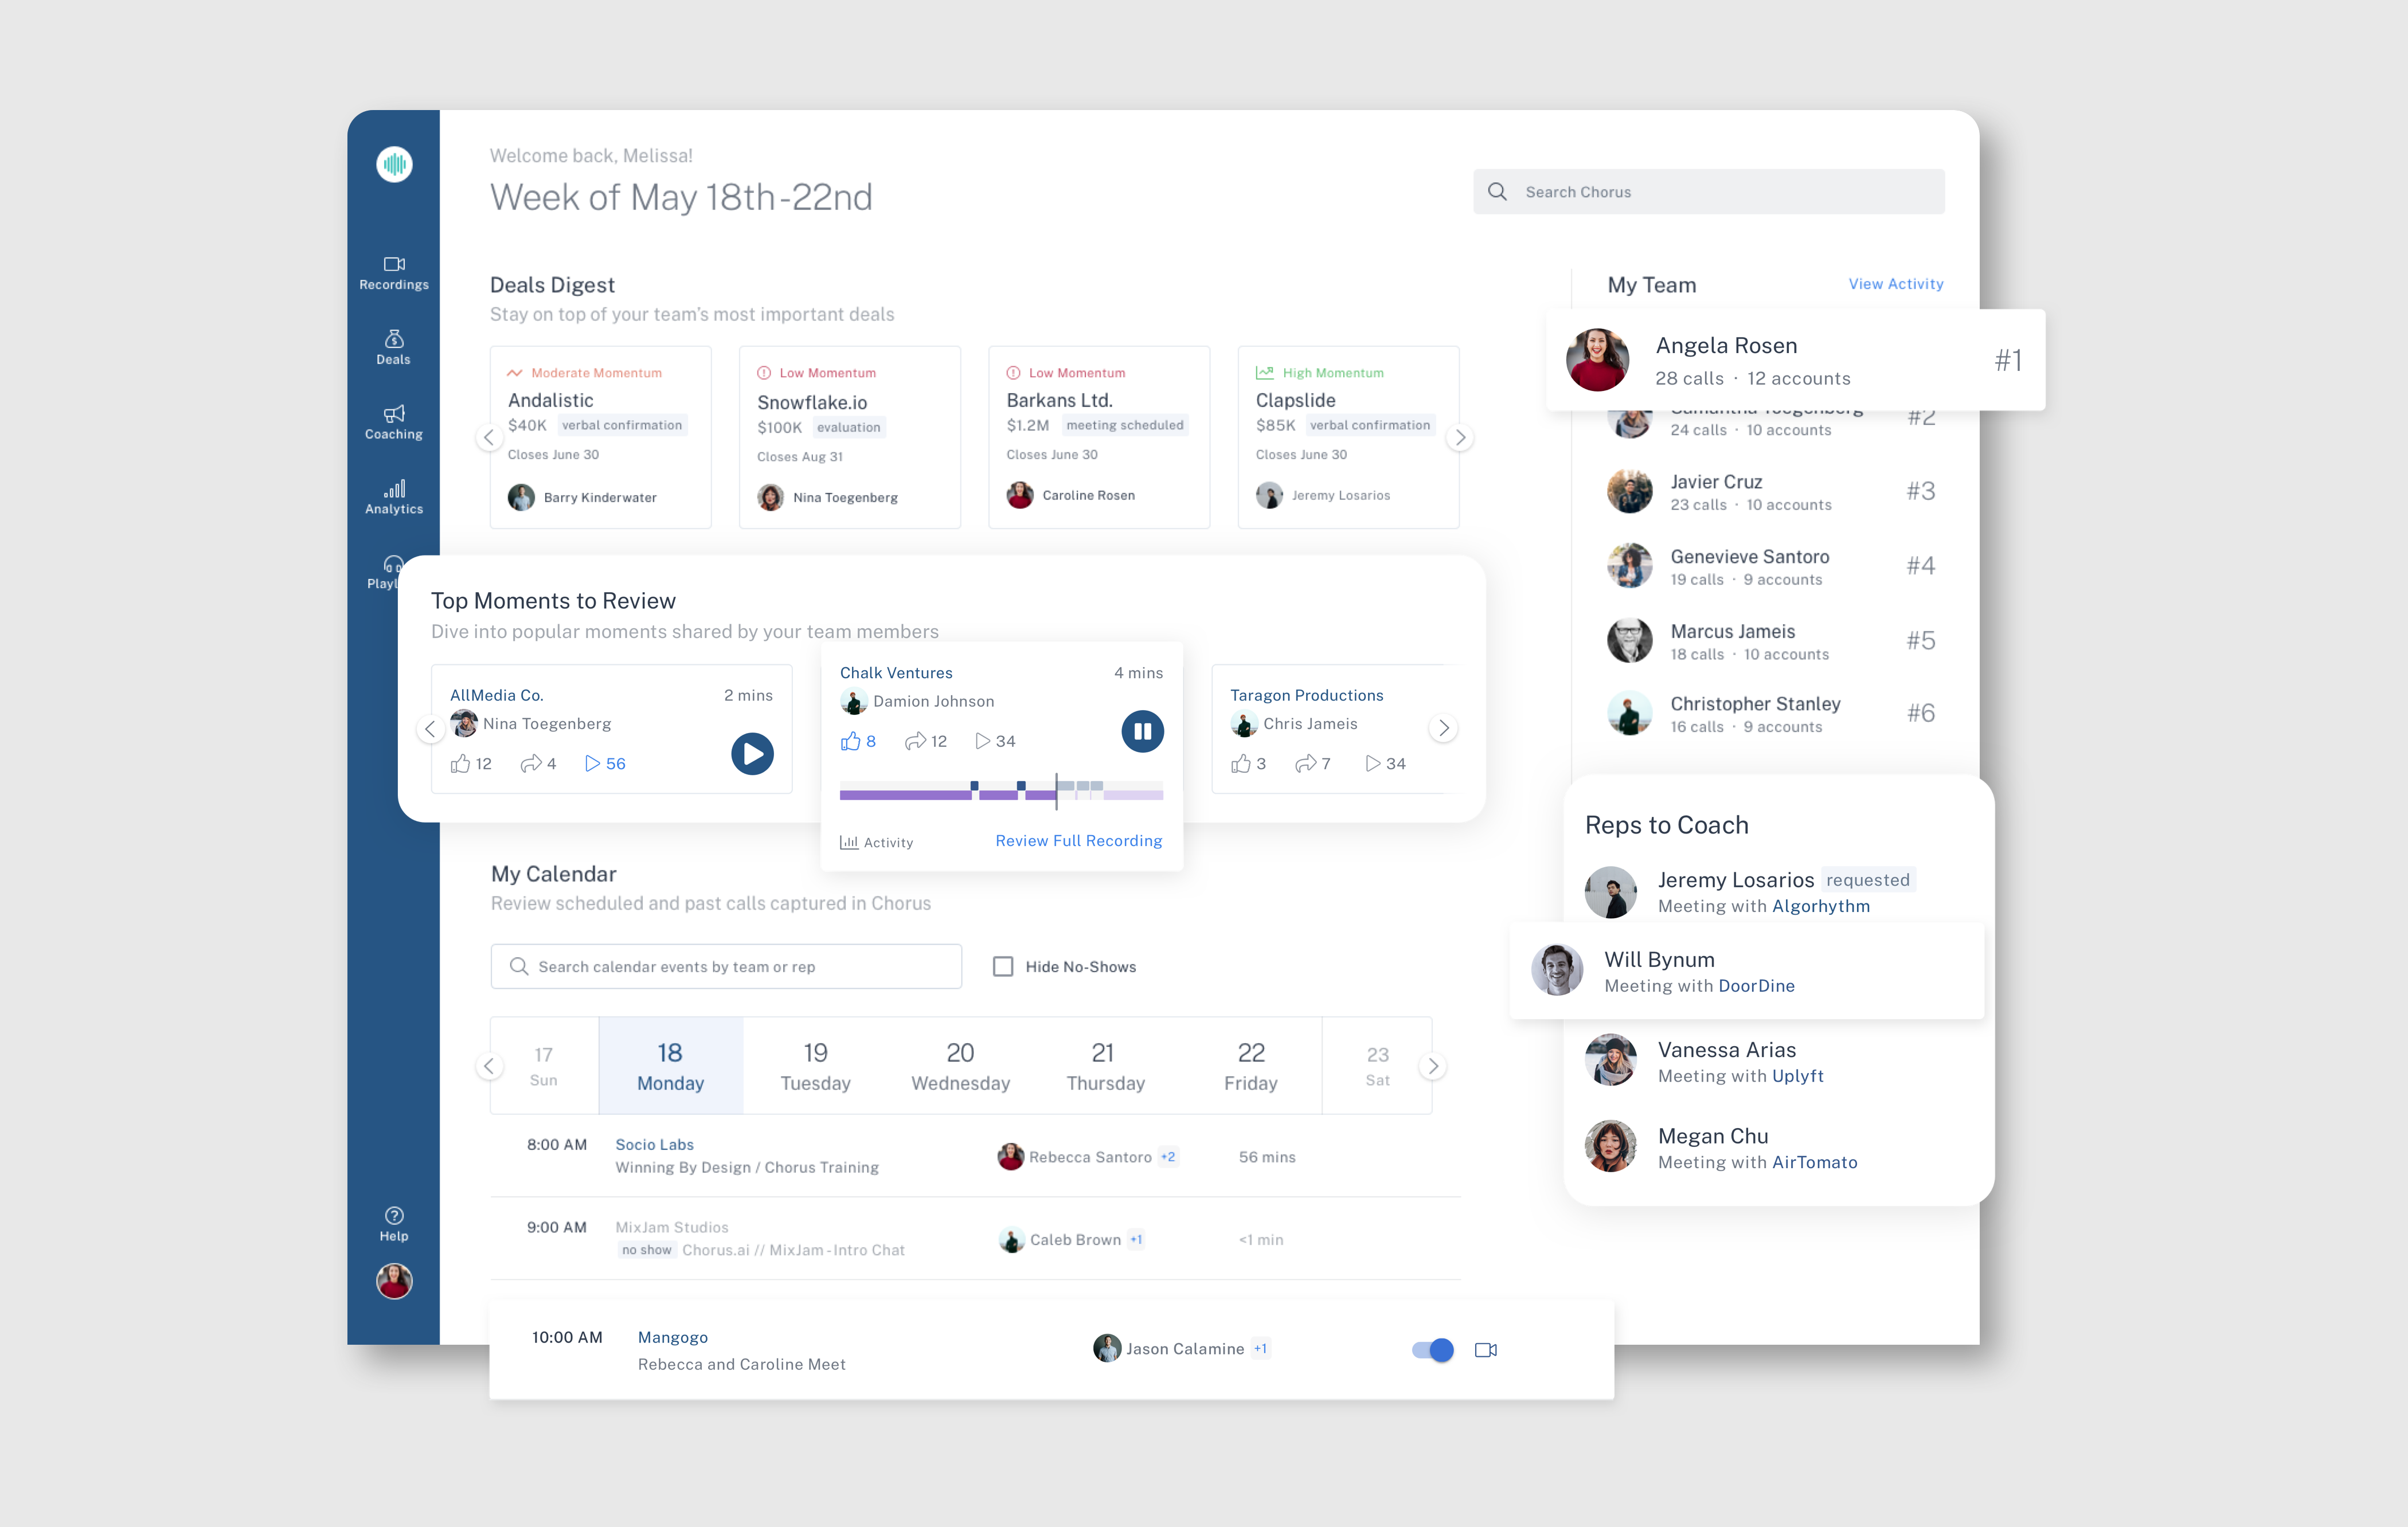 Welcome back, Melissa!
Week of May 18th-22nd
Search Chorus
Recordings
Deals
Coaching
Analytics
Help
Deals Digest
Stay on top of your team's most important deals
Moderate Momentum
Andalistic
$40K verbal confirmation
Closes June 30
Barry Kinderwater
Low Momentum
Snowflake.io
$100K evaluation
Closes Aug 31
Nina Toegenberg
Low Momentum
Barkans Ltd.
$1.2M meeting scheduled
Closes June 30
Caroline Rosen
High Momentum
Clapslide
$85K verbal confirmation
Closes June 30
Jeremy Losarios
Top Moments to Review
Dive into popular moments shared by your team members
AllMedia Co. 2 mins
Nina Toegenberg
12 4 56
Chalk Ventures 4 mins
Damion Johnson
8 12 34
Activity Review Full Recording
Taragon Productions
Chris Jameis
3 7 34
My Calendar
Review scheduled and past calls captured in Chorus
Search calendar events by team or rep
Hide No-Shows
17 18 19 20 21 22 23
Sun Monday Tuesday Wednesday Thursday Friday Sat
8:00 AM Socio Labs
Winning By Design / Chorus Training
Rebecca Santoro +2 56 mins
9:00 AM MixJam Studios
no show Chorus.ai // MixJam - Intro Chat
Caleb Brown +1 <1 min
10:00 AM Mangogo
Rebecca and Caroline Meet
Jason Calamine +1
My Team View Activity
Angela Rosen #1
28 calls · 12 accounts
Samantha Toegenberg #2
24 calls · 10 accounts
Javier Cruz #3
23 calls · 10 accounts
Genevieve Santoro #4
19 calls · 9 accounts
Marcus Jameis #5
18 calls · 10 accounts
Christopher Stanley #6
16 calls · 9 accounts
Reps to Coach
Jeremy Losarios requested
Meeting with Algorhythm
Will Bynum
Meeting with DoorDine
Vanessa Arias
Meeting with Uplyft
Megan Chu
Meeting with AirTomato